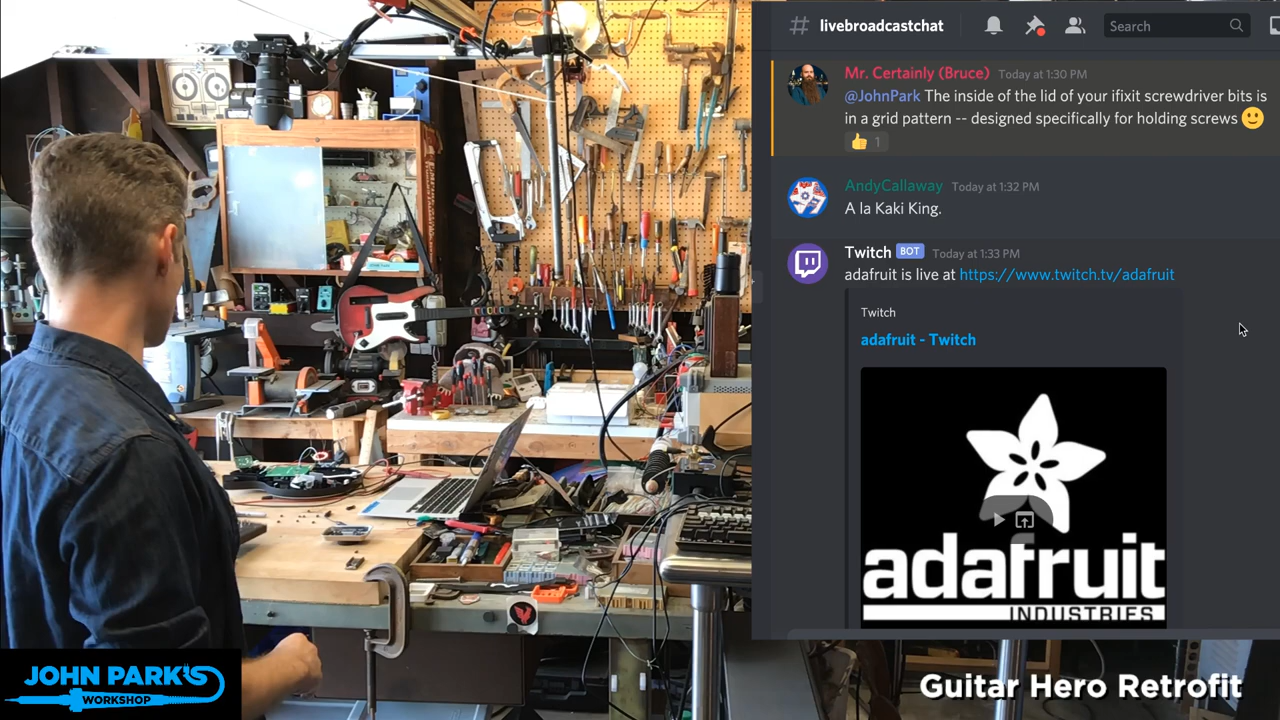 # livebroadcastchat
Search
Mr. Certainly (Bruce) Today at 1:30 PM
@JohnPark The inside of the lid of your ifixit screwdriver bits is
in a grid pattern -- designed specifically for holding screws 🙂
👍 1
AndyCallaway Today at 1:32 PM
A la Kaki King.
Twitch BOT Today at 1:33 PM
adafruit is live at https://www.twitch.tv/adafruit
Twitch
adafruit - Twitch
adafruit
INDUSTRIES
JOHN PARK'S
WORKSHOP
Guitar Hero Retrofit